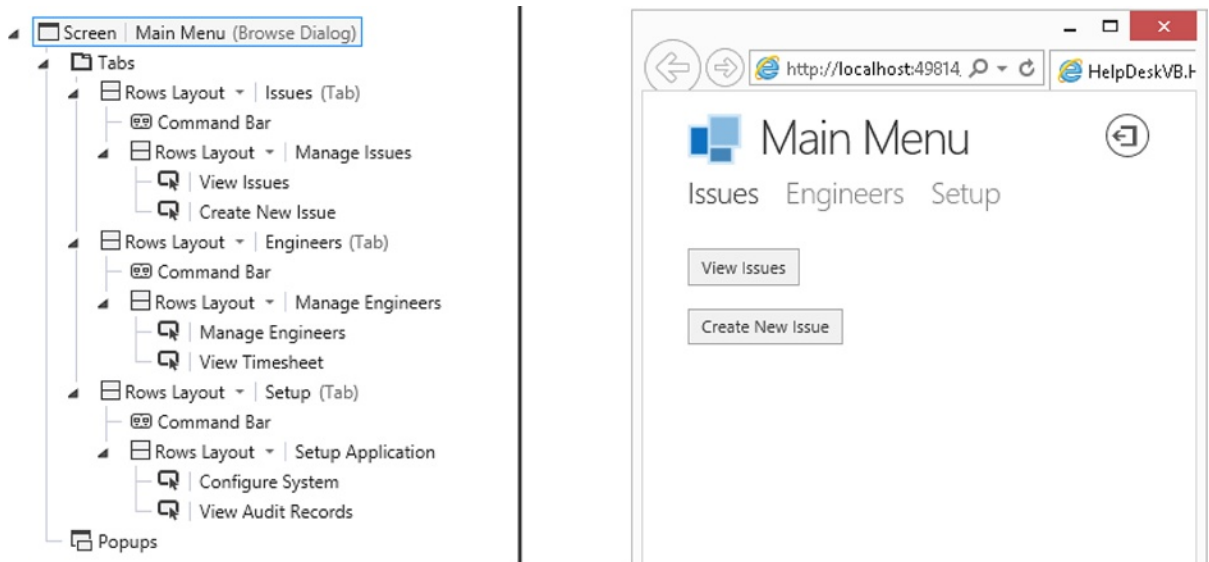 Screen | Main Menu (Browse Dialog)
Tabs
Rows Layout | Issues (Tab)
Command Bar
Rows Layout | Manage Issues
View Issues
Create New Issue
Rows Layout | Engineers (Tab)
Command Bar
Rows Layout | Manage Engineers
Manage Engineers
View Timesheet
Rows Layout | Setup (Tab)
Command Bar
Rows Layout | Setup Application
Configure System
View Audit Records
Popups
http://localhost:49814 HelpDeskVB.H
Main Menu
Issues Engineers Setup
View Issues
Create New Issue